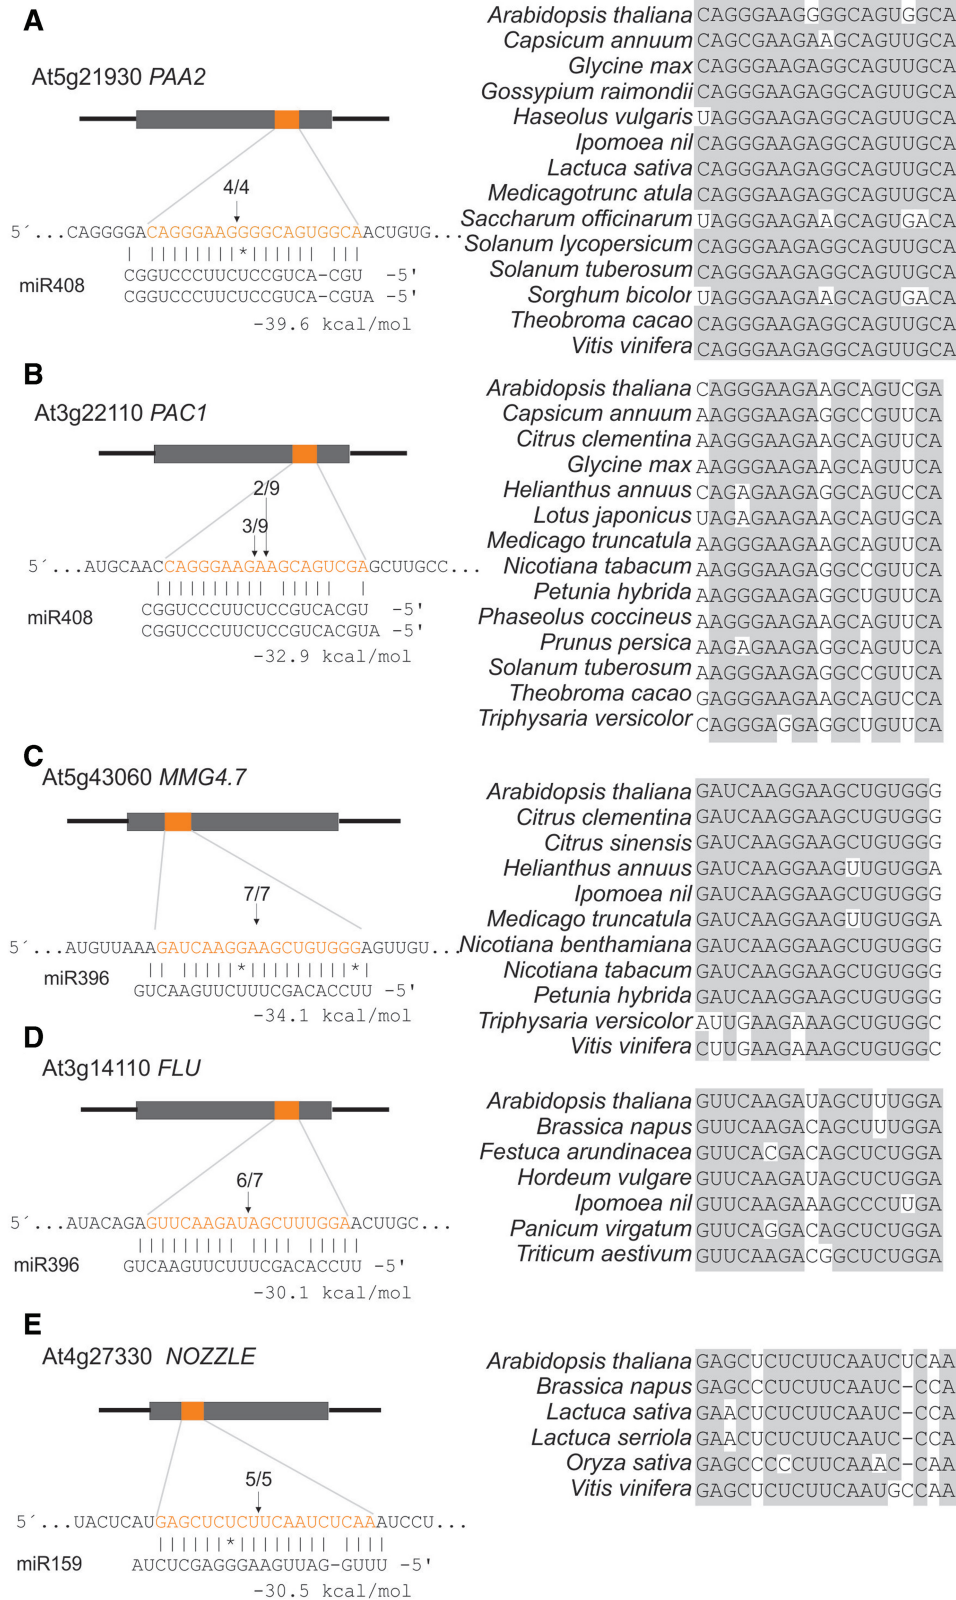 A
At5g21930 PAA2
4/4
5´...CAGGGGACAGGGAAGGGGCAGUGGCAACUGUG...
*
miR408
CGGUCCCUUCUCCGUCA-CGU -5'
CGGUCCCUUCUCCGUCA-CGUA -5'
-39.6 kcal/mol
Arabidopsis thaliana CAGGGAAGGGGCAGUGGCA
Capsicum annuum CAGCGAAGAAGCAGUUGCA
Glycine max CAGGGAAGAGGCAGUUGCA
Gossypium raimondii CAGGGAAGAGGCAGUUGCA
Haseolus vulgaris UAGGGAAGAGGCAGUUGCA
Ipomoea nil CAGGGAAGAGGCAGUUGCA
Lactuca sativa CAGGGAAGAGGCAGUUGCA
Medicagotrunc atula CAGGGAAGAGGCAGUUGCA
Saccharum officinarum UAGGGAAGAAGCAGUGACA
Solanum lycopersicum CAGGGAAGAGGCAGUUGCA
Solanum tuberosum CAGGGAAGAGGCAGUUGCA
Sorghum bicolor UAGGGAAGAAGCAGUGACA
Theobroma cacao CAGGGAAGAGGCAGUUGCA
Vitis vinifera CAGGGAAGAGGCAGUUGCA
B
At3g22110 PAC1
2/9
3/9
5´...AUGCAACCAGGGAAGAAGCAGUCGAGCUUGCC...
miR408
CGGUCCCUUCUCCGUCACGU -5'
CGGUCCCUUCUCCGUCACGUA -5'
-32.9 kcal/mol
Arabidopsis thaliana CAGGGAAGAAGCAGUCGA
Capsicum annuum AAGGGAAGAGGCCGUUCA
Citrus clementina AAGGGAAGAAGCAGUUCA
Glycine max AAGGGAAGAAGCAGUUCA
Helianthus annuus CAGAGAAGAGGCAGUCCA
Lotus japonicus UAGAGAAGAAGCAGUGCA
Medicago truncatula AAGGGAAGAAGCAGUUCA
Nicotiana tabacum AAGGGAAGAGGCCGUUCA
Petunia hybrida AAGGGAAGAGGCUGUUCA
Phaseolus coccineus AAGGGAAGAAGCAGUUCA
Prunus persica AAGAGAAGAGGCAGUUCA
Solanum tuberosum AAGGGAAGAGGCCGUUCA
Theobroma cacao GAGGGAAGAAGCAGUCCA
Triphysaria versicolor CAGGGAGGAGGCUGUUCA
C
At5g43060 MMG4.7
7/7
5´...AUGUUAAAGAUCAAGGAAGCUGUGGGAGUUGU...
* *
miR396
GUCAAGUUCUUUCGACACCUU -5'
-34.1 kcal/mol
Arabidopsis thaliana GAUCAAGGAAGCUGUGGG
Citrus clementina GAUCAAGGAAGCUGUGGG
Citrus sinensis GAUCAAGGAAGCUGUGGG
Helianthus annuus GAUCAAGGAAGUUGUGGA
Ipomoea nil GAUCAAGGAAGCUGUGGG
Medicago truncatula GAUCAAGGAAGUUGUGGA
Nicotiana benthamiana GAUCAAGGAAGCUGUGGG
Nicotiana tabacum GAUCAAGGAAGCUGUGGG
Petunia hybrida GAUCAAGGAAGCUGUGGG
Triphysaria versicolor AUUGAAGAAAGCUGUGGC
Vitis vinifera CUUGAAGAAAGCUGUGGC
D
At3g14110 FLU
6/7
5´...AUACAGAGUUCAAGAUAGCUUUGGAACUUGC...
miR396
GUCAAGUUCUUUCGACACCUU -5'
-30.1 kcal/mol
Arabidopsis thaliana GUUCAAGAUAGCUUUGGA
Brassica napus GUUCAAGACAGCUUUGGA
Festuca arundinacea GUUCACGACAGCUCUGGA
Hordeum vulgare GUUCAAGAUAGCUCUGGA
Ipomoea nil GUUCAAGAAAGCCCUUGA
Panicum virgatum GUUCAGGACAGCUCUGGA
Triticum aestivum GUUCAAGACGGCUCUGGA
E
At4g27330 NOZZLE
5/5
5´...UACUCAUGAGCUCUCUUCAAUCUCAAAUCCU...
*
miR159
AUCUCGAGGGAAGUUAG-GUUU -5'
-30.5 kcal/mol
Arabidopsis thaliana GAGCUCUCUUCAAUCUCAA
Brassica napus GAGCCCUCUUCAAUC-CCA
Lactuca sativa GAACUCUCUUCAAUC-CCA
Lactuca serriola GAACUCUCUUCAAUC-CCA
Oryza sativa GAGCCCCCUUCAAAC-CAA
Vitis vinifera GAGCUCUCUUCAAUGCCAA